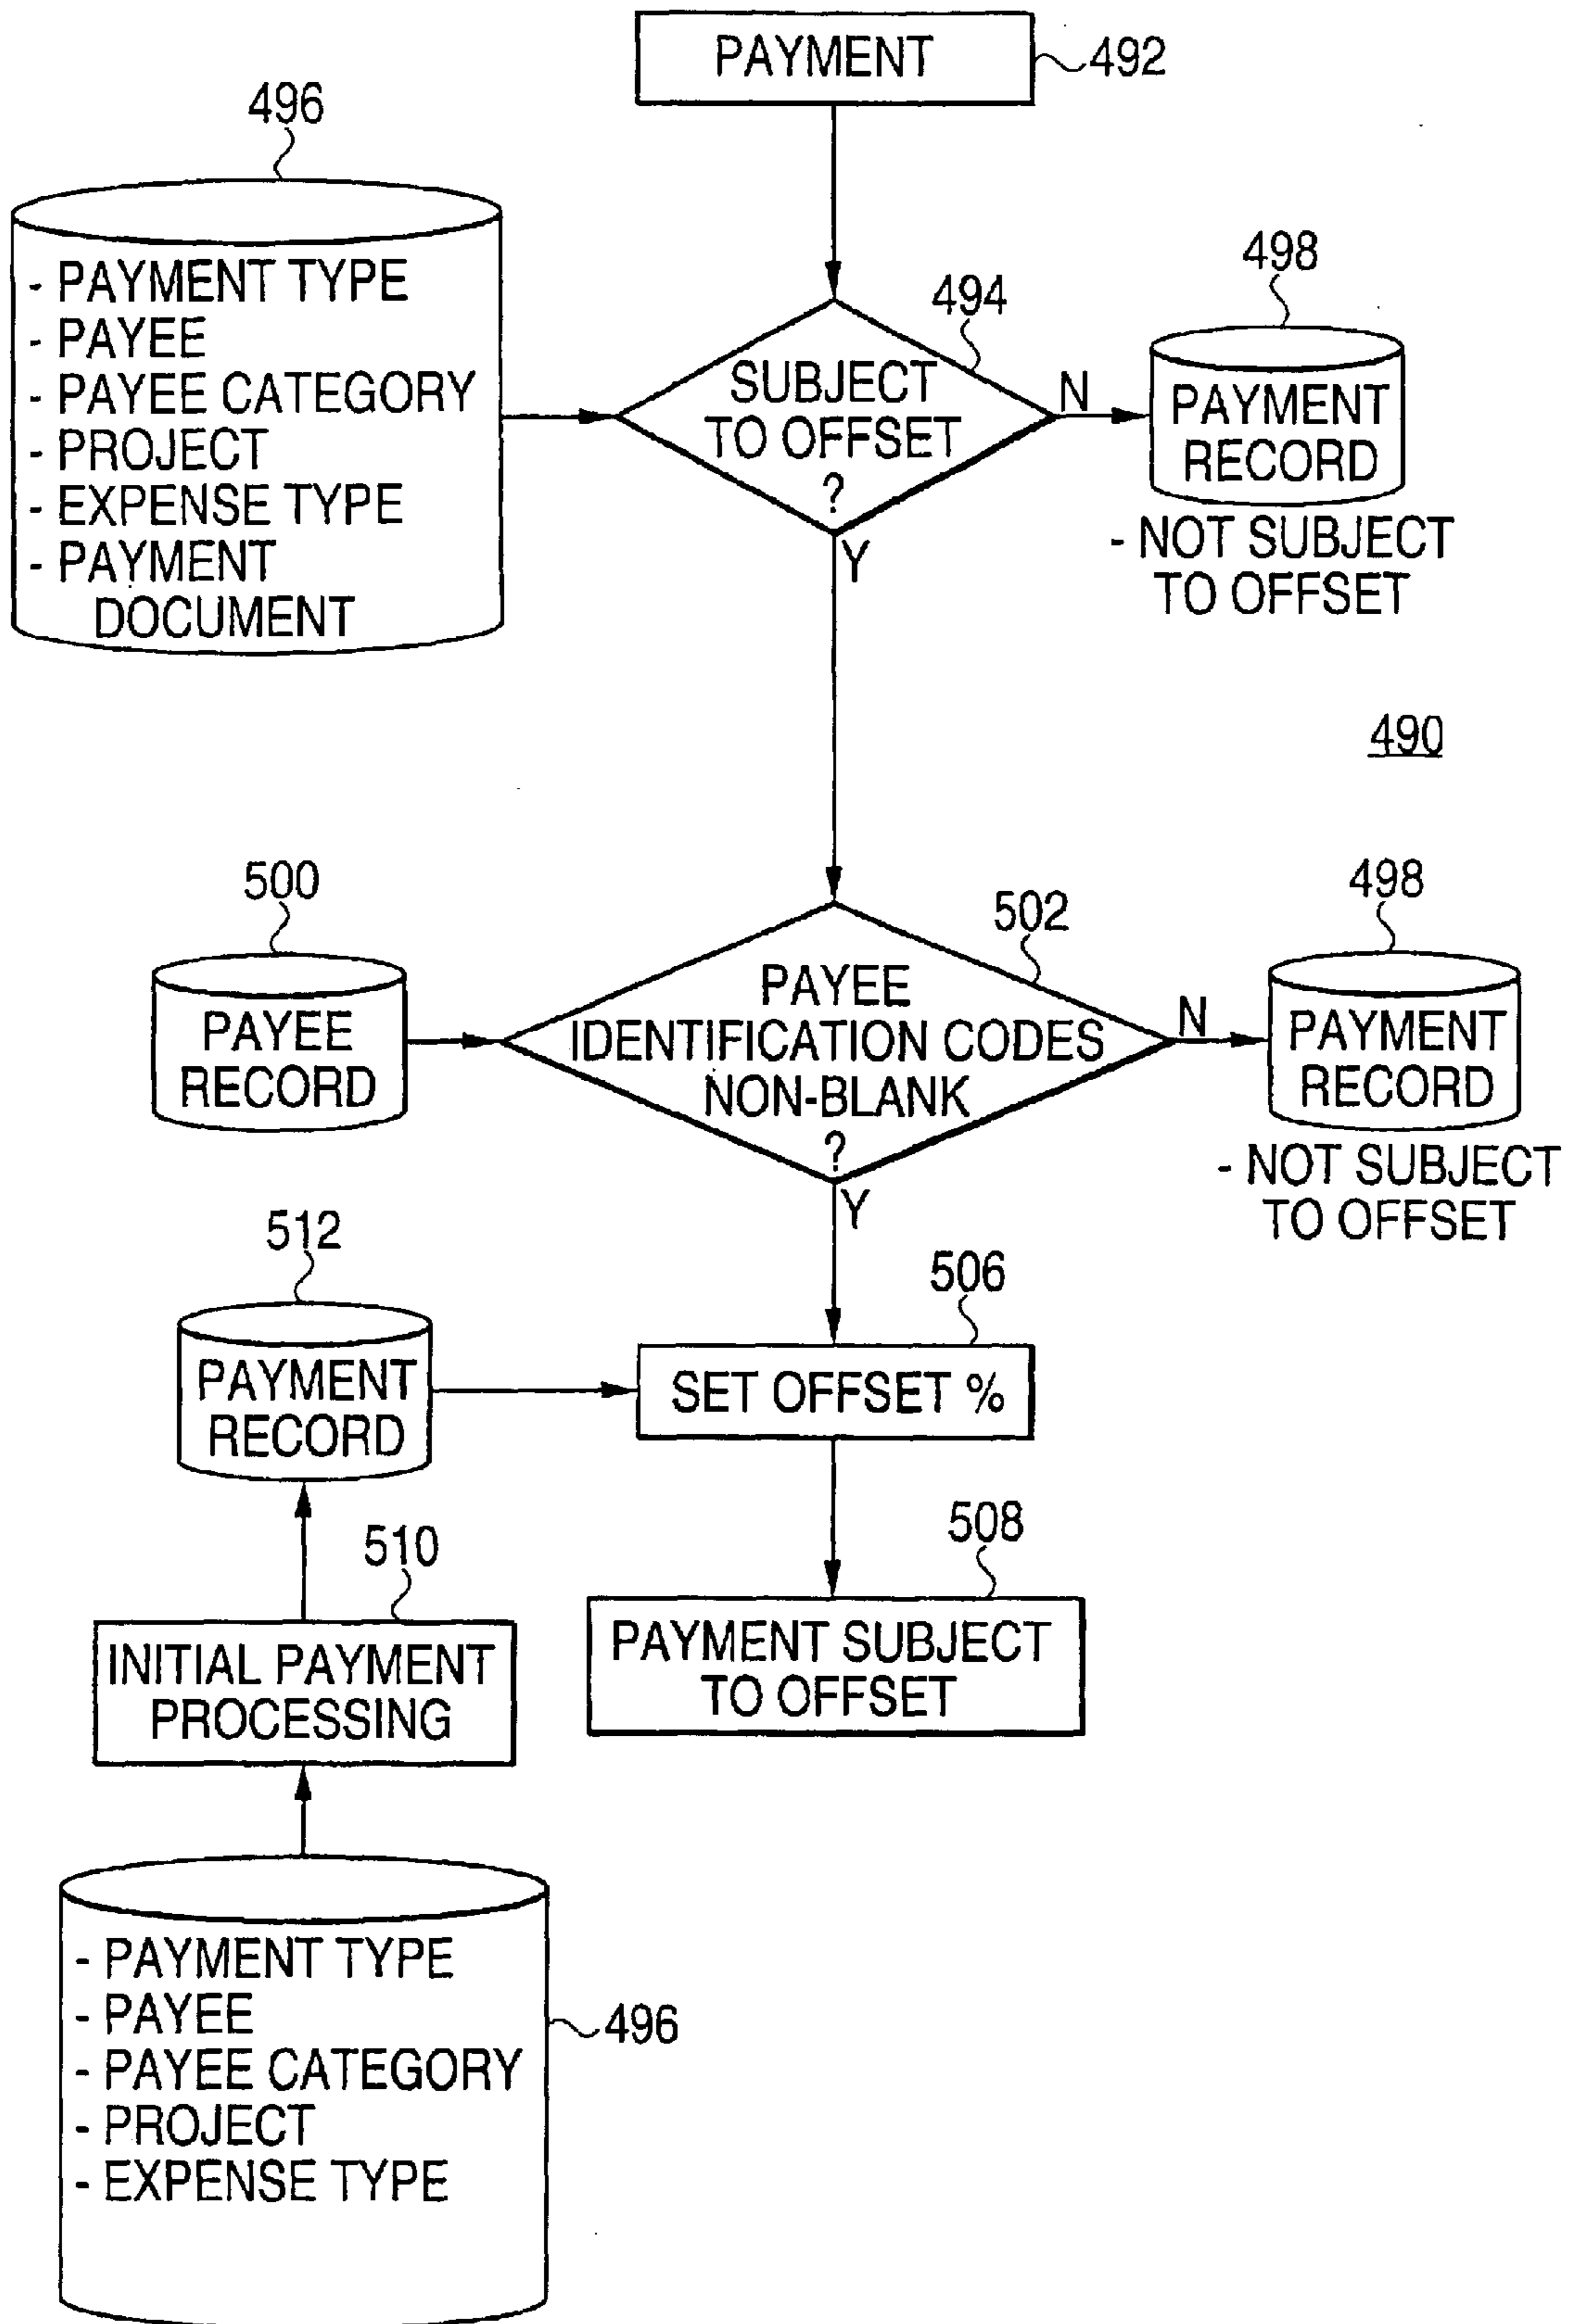 PAYMENT
492
496
- PAYMENT TYPE
- PAYEE
- PAYEE CATEGORY
- PROJECT
- EXPENSE TYPE
- PAYMENT
DOCUMENT
494
SUBJECT
TO OFFSET
?
N
Y
498
PAYMENT
RECORD
- NOT SUBJECT
TO OFFSET
490
500
PAYEE
RECORD
502
PAYEE
IDENTIFICATION CODES
NON-BLANK
?
N
Y
498
PAYMENT
RECORD
- NOT SUBJECT
TO OFFSET
512
PAYMENT
RECORD
506
SET OFFSET %
508
PAYMENT SUBJECT
TO OFFSET
510
INITIAL PAYMENT
PROCESSING
- PAYMENT TYPE
- PAYEE
- PAYEE CATEGORY
- PROJECT
- EXPENSE TYPE
496